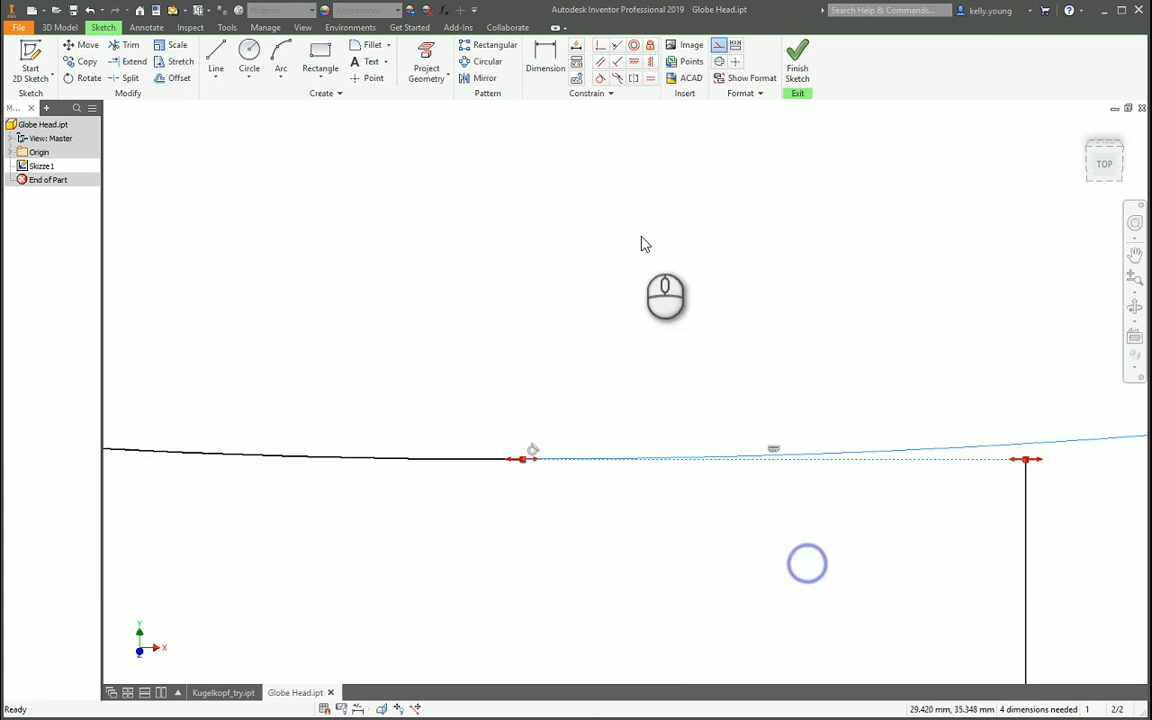 Autodesk Inventor Professional 2019 Globe Head.ipt
Search Help & Commands...
kelly.young
File 3D Model Sketch Annotate Inspect Tools Manage View Environments Get Started Add-Ins Collaborate
Start
2D Sketch
Sketch
Move Trim Scale
Copy Extend Stretch
Rotate Split Offset
Modify
Line Circle Arc Rectangle
Fillet
Text
Point
Create
Project
Geometry
Rectangular
Circular
Mirror
Pattern
Dimension
Constrain
Image
Points
ACAD
Insert
Show Format
Format
Finish
Sketch
Exit
M...
Globe Head.ipt
View: Master
Origin
Skizze1
End of Part
TOP
Y
X
Z
Kugelkopf_try.ipt Globe Head.ipt
Ready
29.420 mm, 35.348 mm 4 dimensions needed 1 2/2